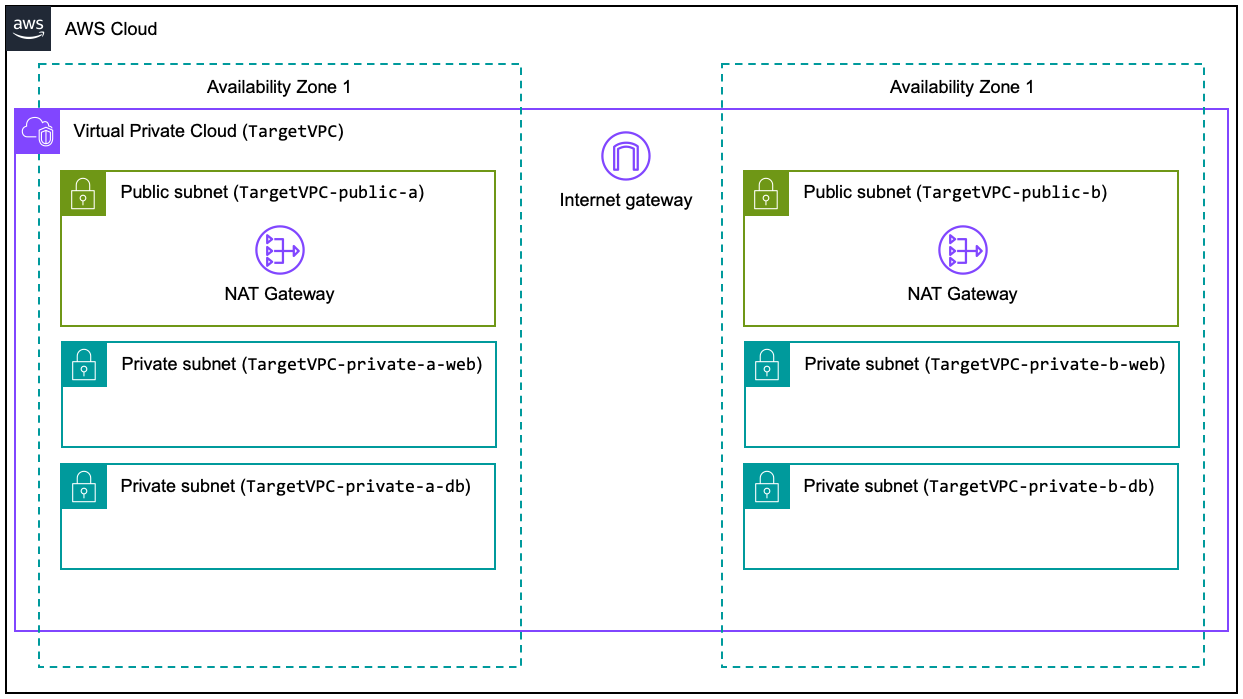 aws
AWS Cloud
Availability Zone 1
Availability Zone 1
Virtual Private Cloud (TargetVPC)
Internet gateway
Public subnet (TargetVPC-public-a)
NAT Gateway
Public subnet (TargetVPC-public-b)
NAT Gateway
Private subnet (TargetVPC-private-a-web)
Private subnet (TargetVPC-private-b-web)
Private subnet (TargetVPC-private-a-db)
Private subnet (TargetVPC-private-b-db)